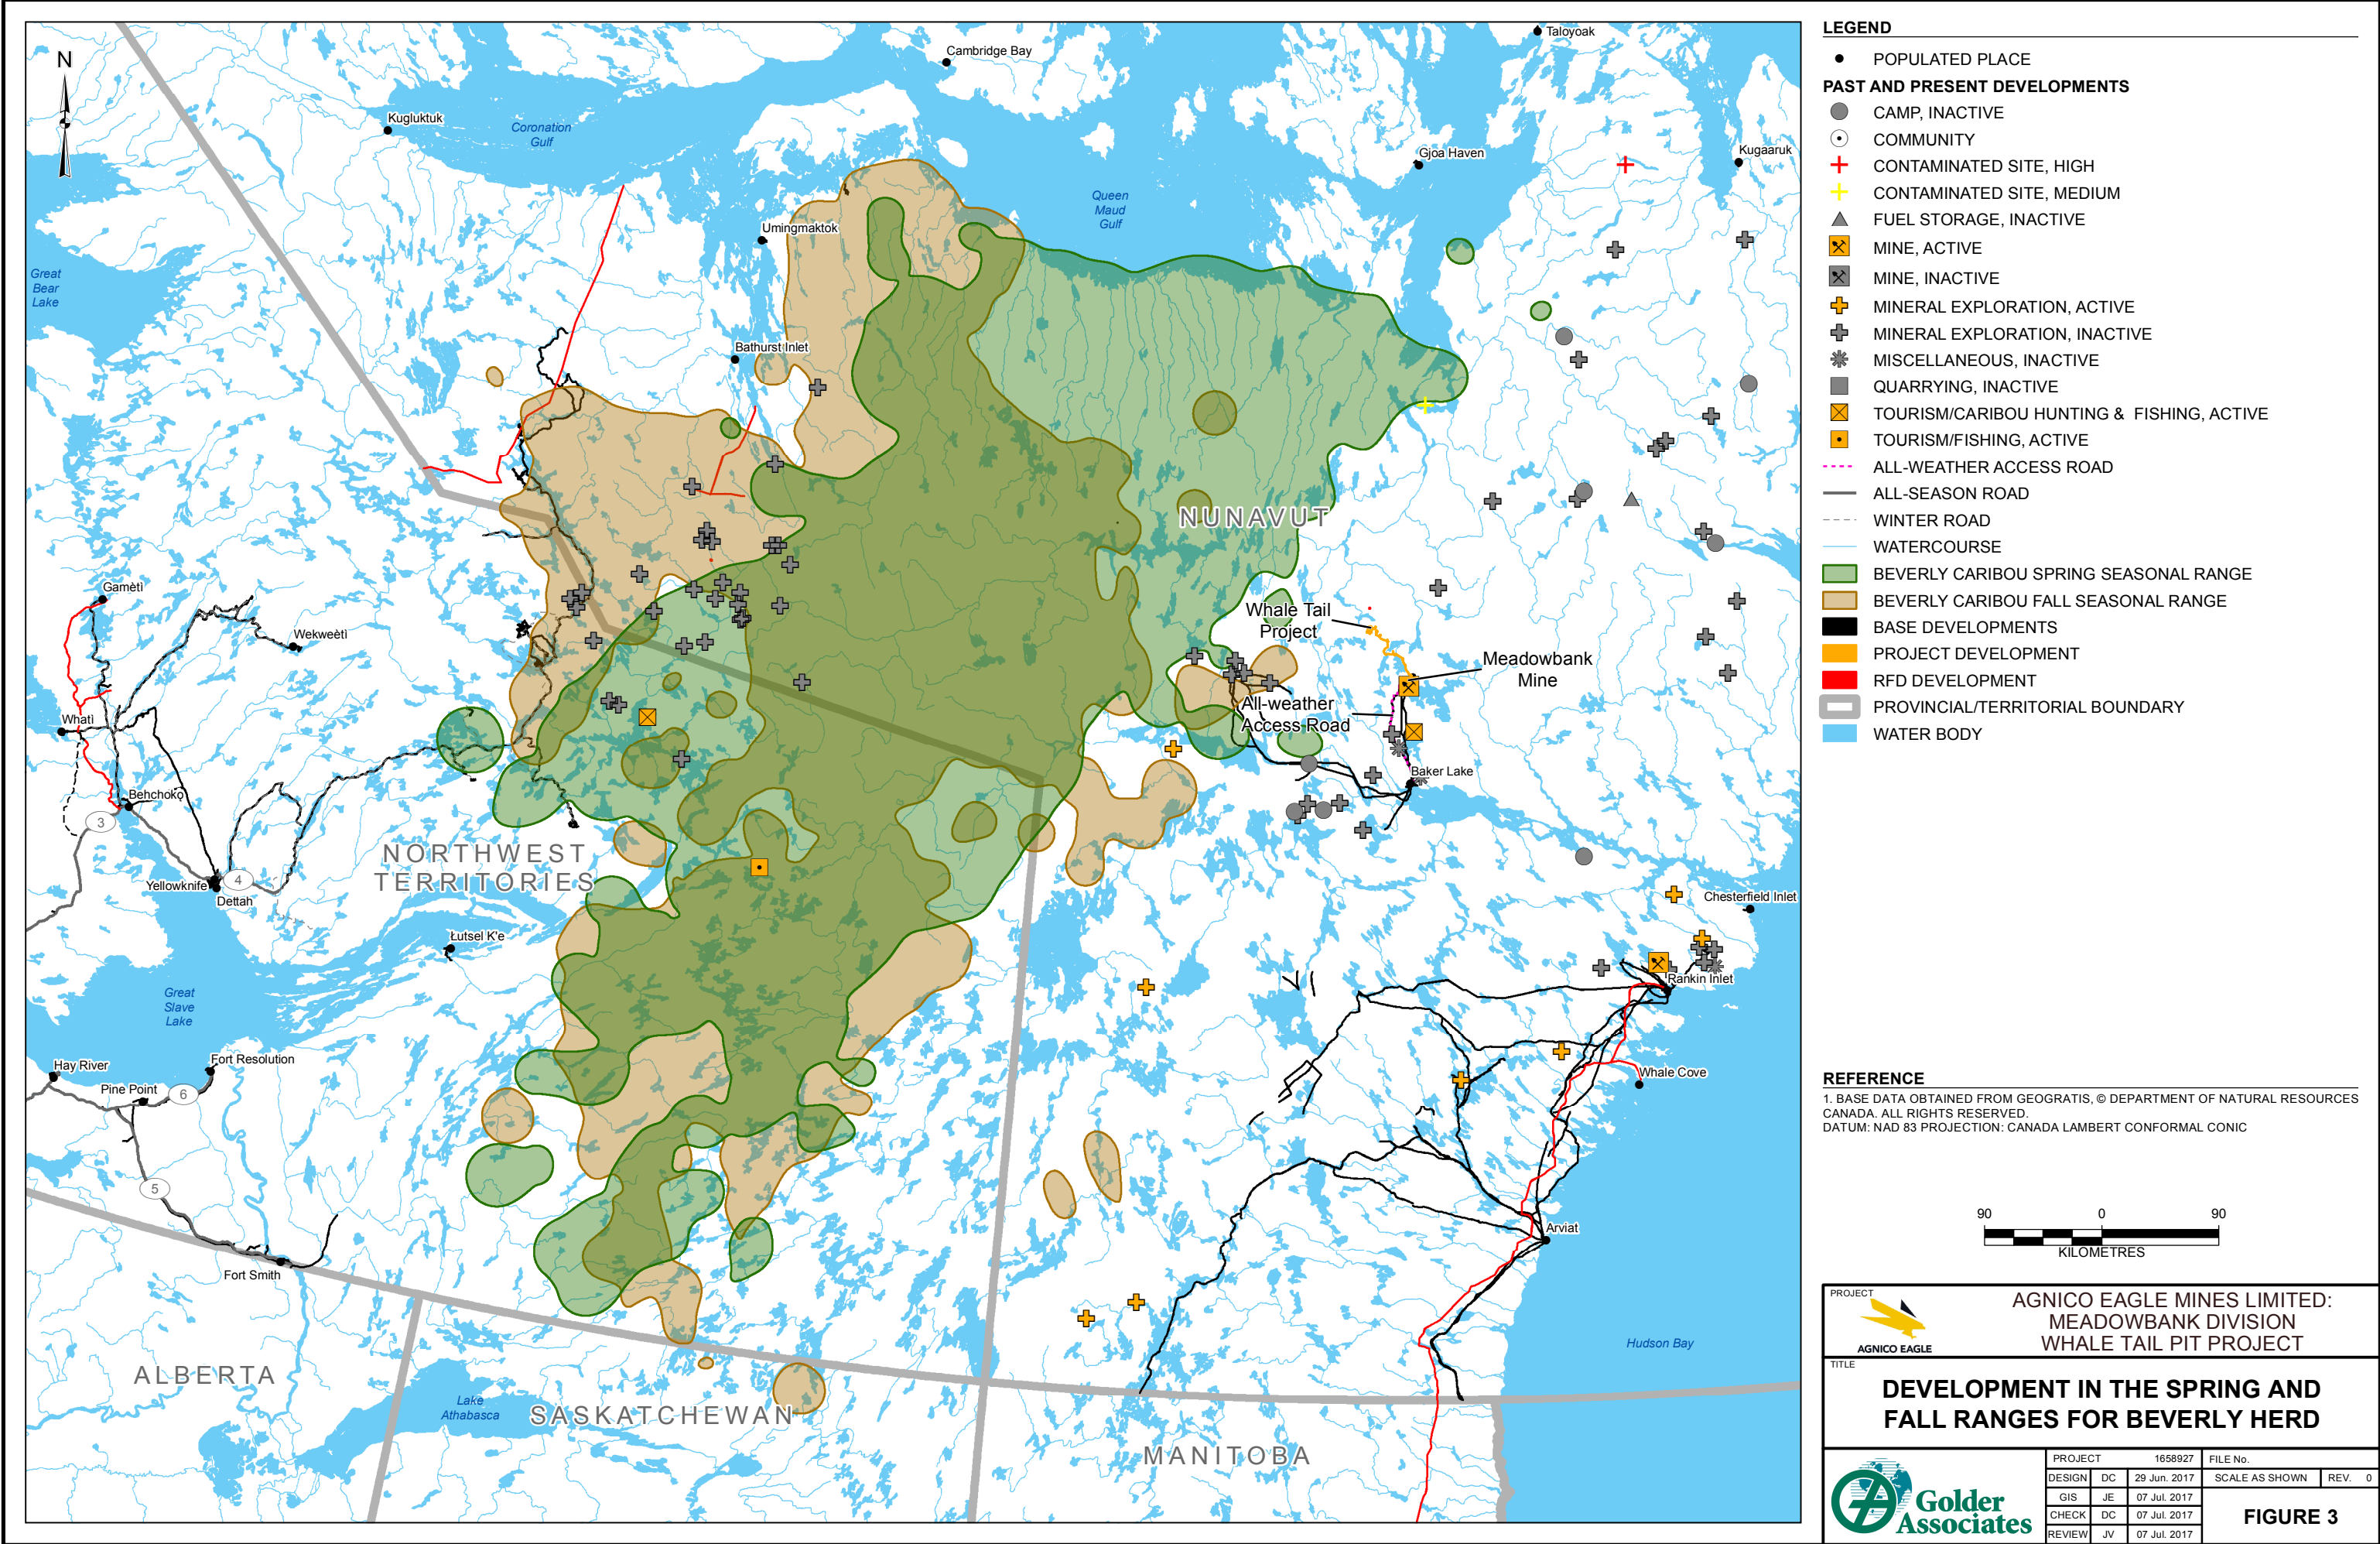 N
Cambridge Bay
Taloyoak
Kugluktuk
Coronation
Gulf
Gjoa Haven
Kugaaruk
Queen
Maud
Gulf
Umingmaktok
Great
Bear
Lake
Bathurst Inlet
NUNAVUT
Gamètì
Wekweètì
Whale Tail
Project
Meadowbank
Mine
All-weather
Access Road
Whatì
Baker Lake
Behchokǫ̀
3
NORTHWEST
TERRITORIES
Yellowknife
4
Dettah
Chesterfield Inlet
Łutsel K'e
Rankin Inlet
Great
Slave
Lake
Hay River
Fort Resolution
Pine Point
6
Whale Cove
5
Arviat
Fort Smith
Hudson Bay
ALBERTA
Lake
Athabasca
SASKATCHEWAN
MANITOBA
LEGEND
POPULATED PLACE
PAST AND PRESENT DEVELOPMENTS
CAMP, INACTIVE
COMMUNITY
CONTAMINATED SITE, HIGH
CONTAMINATED SITE, MEDIUM
FUEL STORAGE, INACTIVE
MINE, ACTIVE
MINE, INACTIVE
MINERAL EXPLORATION, ACTIVE
MINERAL EXPLORATION, INACTIVE
MISCELLANEOUS, INACTIVE
QUARRYING, INACTIVE
TOURISM/CARIBOU HUNTING & FISHING, ACTIVE
TOURISM/FISHING, ACTIVE
ALL-WEATHER ACCESS ROAD
ALL-SEASON ROAD
WINTER ROAD
WATERCOURSE
BEVERLY CARIBOU SPRING SEASONAL RANGE
BEVERLY CARIBOU FALL SEASONAL RANGE
BASE DEVELOPMENTS
PROJECT DEVELOPMENT
RFD DEVELOPMENT
PROVINCIAL/TERRITORIAL BOUNDARY
WATER BODY
REFERENCE
1. BASE DATA OBTAINED FROM GEOGRATIS, © DEPARTMENT OF NATURAL RESOURCES
CANADA. ALL RIGHTS RESERVED.
DATUM: NAD 83 PROJECTION: CANADA LAMBERT CONFORMAL CONIC
90 0 90
KILOMETRES
PROJECT
AGNICO EAGLE
AGNICO EAGLE MINES LIMITED:
MEADOWBANK DIVISION
WHALE TAIL PIT PROJECT
TITLE
DEVELOPMENT IN THE SPRING AND
FALL RANGES FOR BEVERLY HERD
Golder
Associates
PROJECT 1658927 FILE No.
DESIGN DC 29 Jun. 2017 SCALE AS SHOWN REV. 0
GIS JE 07 Jul. 2017
CHECK DC 07 Jul. 2017
REVIEW JV 07 Jul. 2017
FIGURE 3